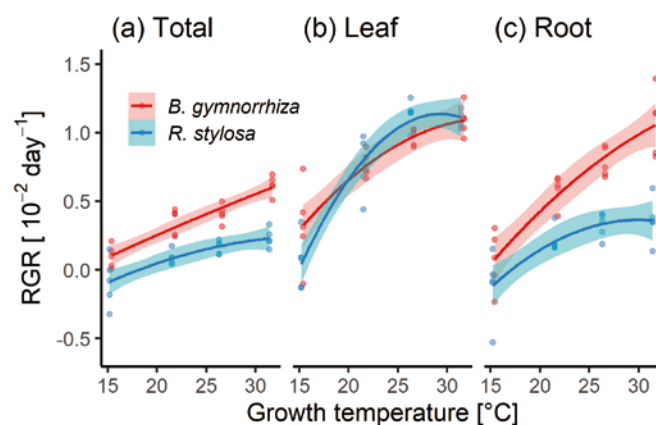 (a) Total (b) Leaf (c) Root
1.5
1.0
0.5
0.0
-0.5
RGR [ 10⁻² day⁻¹]
B. gymnorrhiza
R. stylosa
15 20 25 30 15 20 25 30 15 20 25 30
Growth temperature [°C]